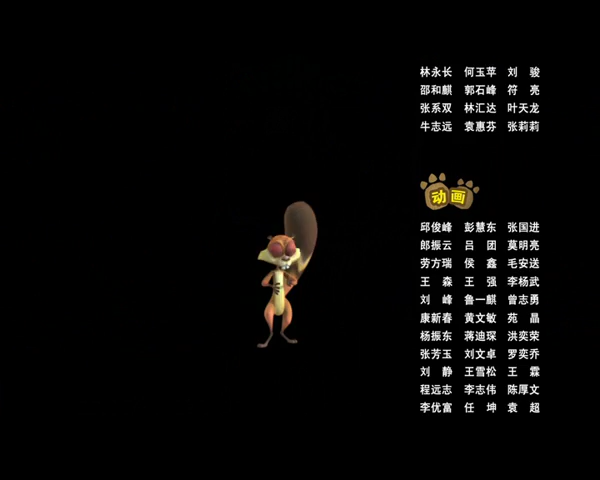 林永长 何玉苹 刘 骏
邵和麒 郭石峰 符 亮
张系双 林汇达 叶天龙
牛志远 袁惠芬 张莉莉
动画
邱俊峰 彭慧东 张国进
郎振云 吕 团 莫明亮
劳方瑞 侯 鑫 毛安送
王 森 王 强 李杨武
刘 峰 鲁一麒 曾志勇
康新春 黄文敏 苑 晶
杨振东 蒋迪琛 洪奕荣
张芳玉 刘文卓 罗奕乔
刘 静 王雪松 王 霖
程远志 李志伟 陈厚文
李优富 任 坤 袁 超